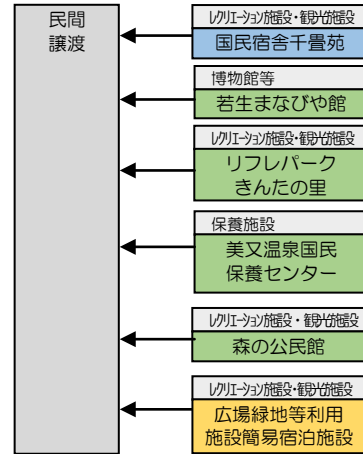 民間
譲渡
レクリエーション施設・観光施設
国民宿舎千畳苑
博物館等
若生まなびや館
レクリエーション施設・観光施設
リフレパーク
きんたの里
保養施設
美又温泉国民
保養センター
レクリエーション施設・観光施設
森の公民館
レクリエーション施設・観光施設
広場緑地等利用
施設簡易宿泊施設